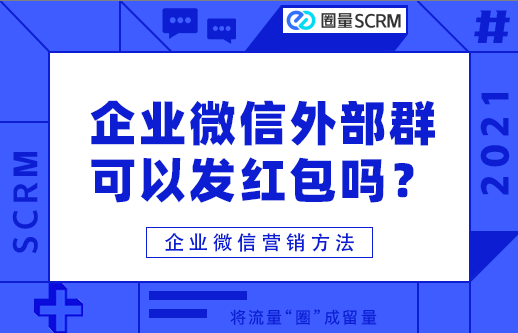 圈量SCRM
#
企业微信外部群
可以发红包吗？
企业微信营销方法
SCRM
2021
将流量“圈”成留量